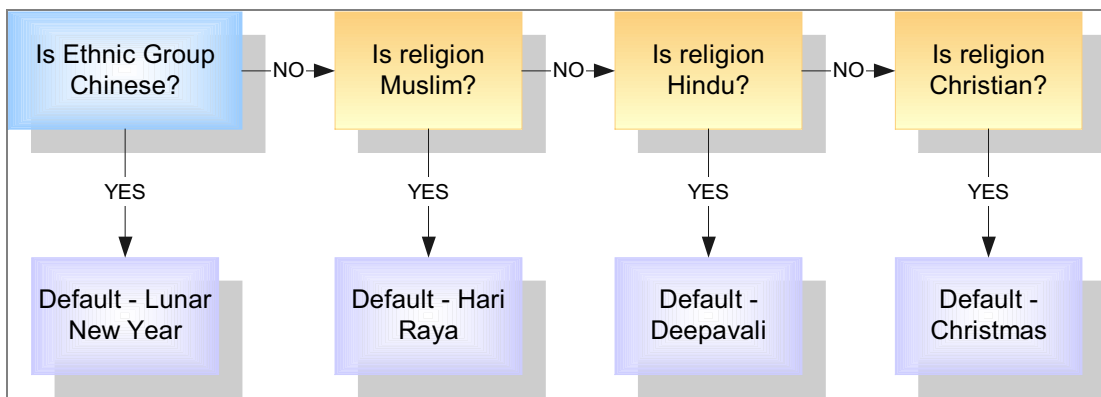 Is Ethnic Group
Chinese?
NO
Is religion
Muslim?
NO
Is religion
Hindu?
NO
Is religion
Christian?
YES
YES
YES
YES
Default - Lunar
New Year
Default - Hari
Raya
Default -
Deepavali
Default -
Christmas